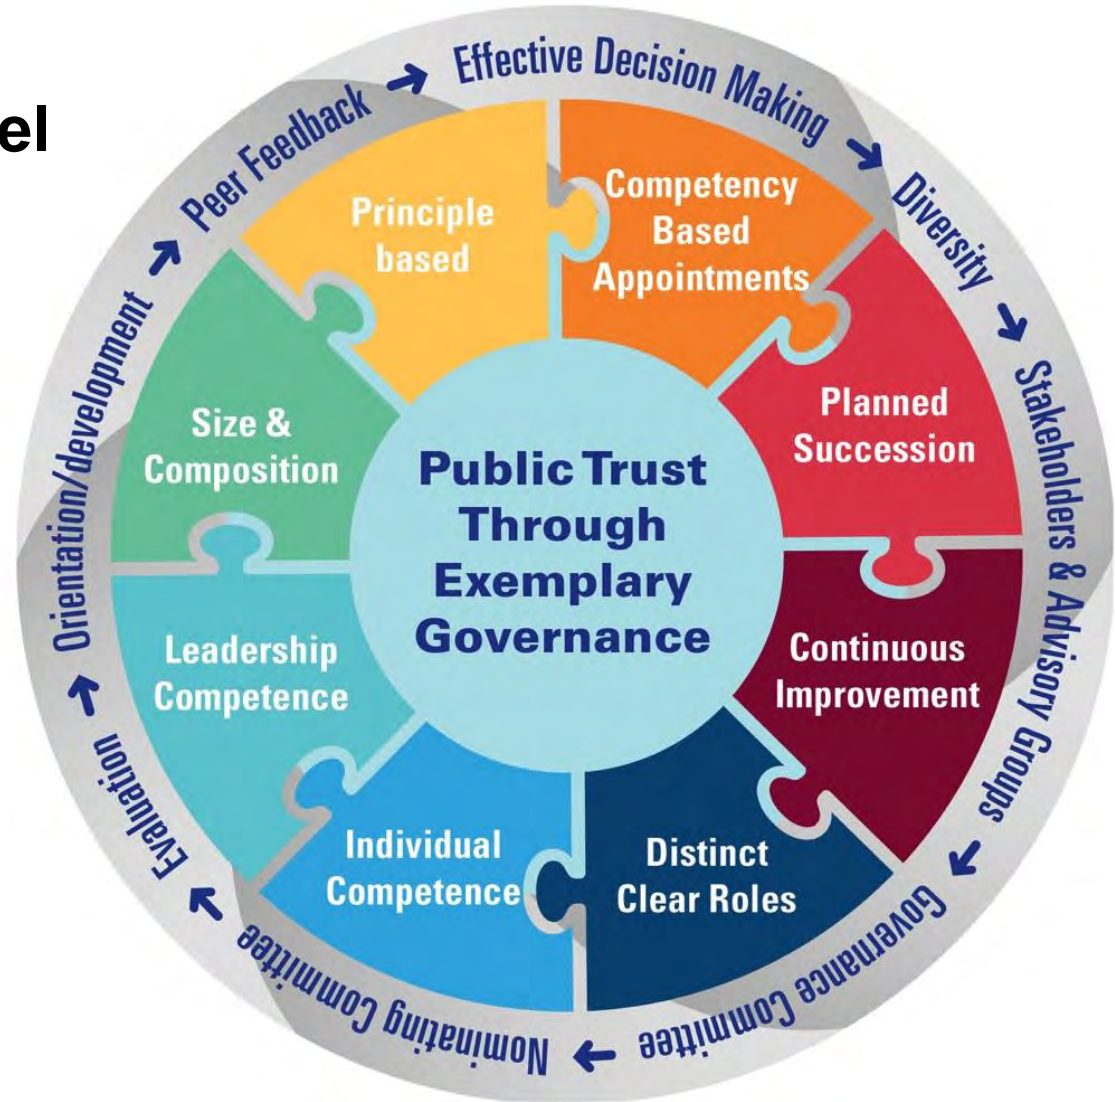 el
Effective Decision Making
Diversity
Stakeholders & Advisory Groups
Governance Committee
Nominating Committee
Evaluation
Orientation/development
Peer Feedback
Principle
based
Competency
Based
Appointments
Planned
Succession
Continuous
Improvement
Distinct
Clear Roles
Individual
Competence
Leadership
Competence
Size &
Composition
Public Trust
Through
Exemplary
Governance